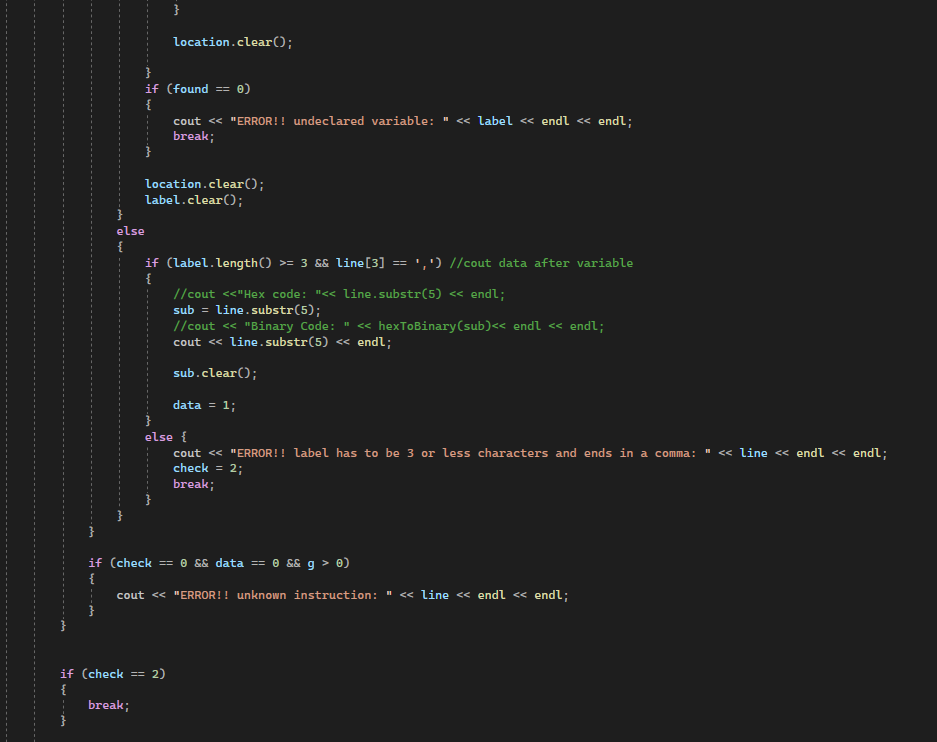 }
location.clear();
}
if (found == 0)
{
cout << "ERROR!! undeclared variable: " << label << endl << endl;
break;
}
location.clear();
label.clear();
}
else
{
if (label.length() >= 3 && line[3] == ',') //cout data after variable
{
//cout <<"Hex code: "<< line.substr(5) << endl;
sub = line.substr(5);
//cout << "Binary Code: " << hexToBinary(sub)<< endl << endl;
cout << line.substr(5) << endl;
sub.clear();
data = 1;
}
else {
cout << "ERROR!! label has to be 3 or less characters and ends in a comma: " << line << endl << endl;
check = 2;
break;
}
}
}
if (check == 0 && data == 0 && g > 0)
{
cout << "ERROR!! unknown instruction: " << line << endl << endl;
}
}
if (check == 2)
{
break;
}